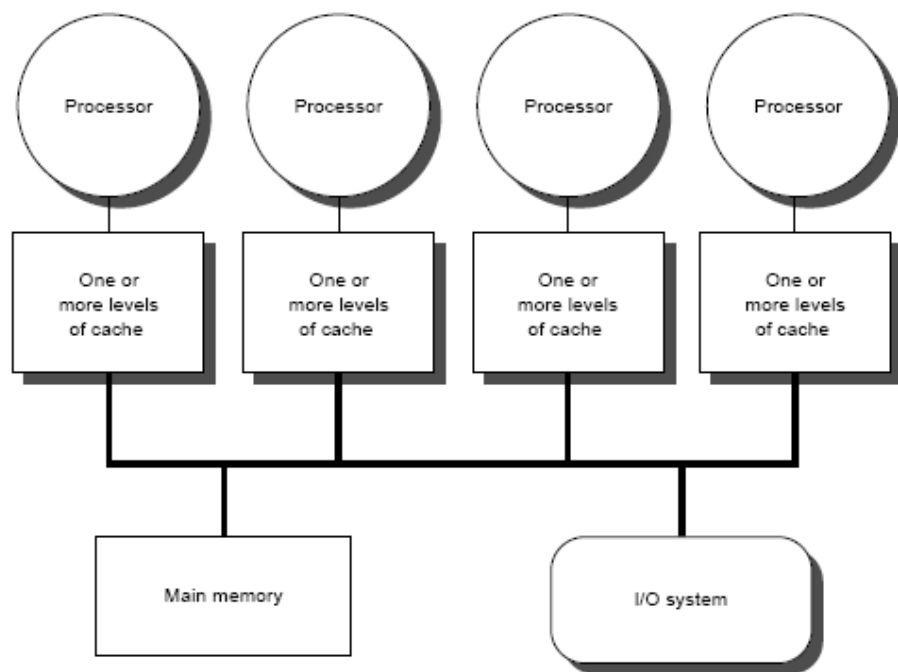 Processor
Processor
Processor
Processor
One or
more levels
of cache
One or
more levels
of cache
One or
more levels
of cache
One or
more levels
of cache
Main memory
I/O system